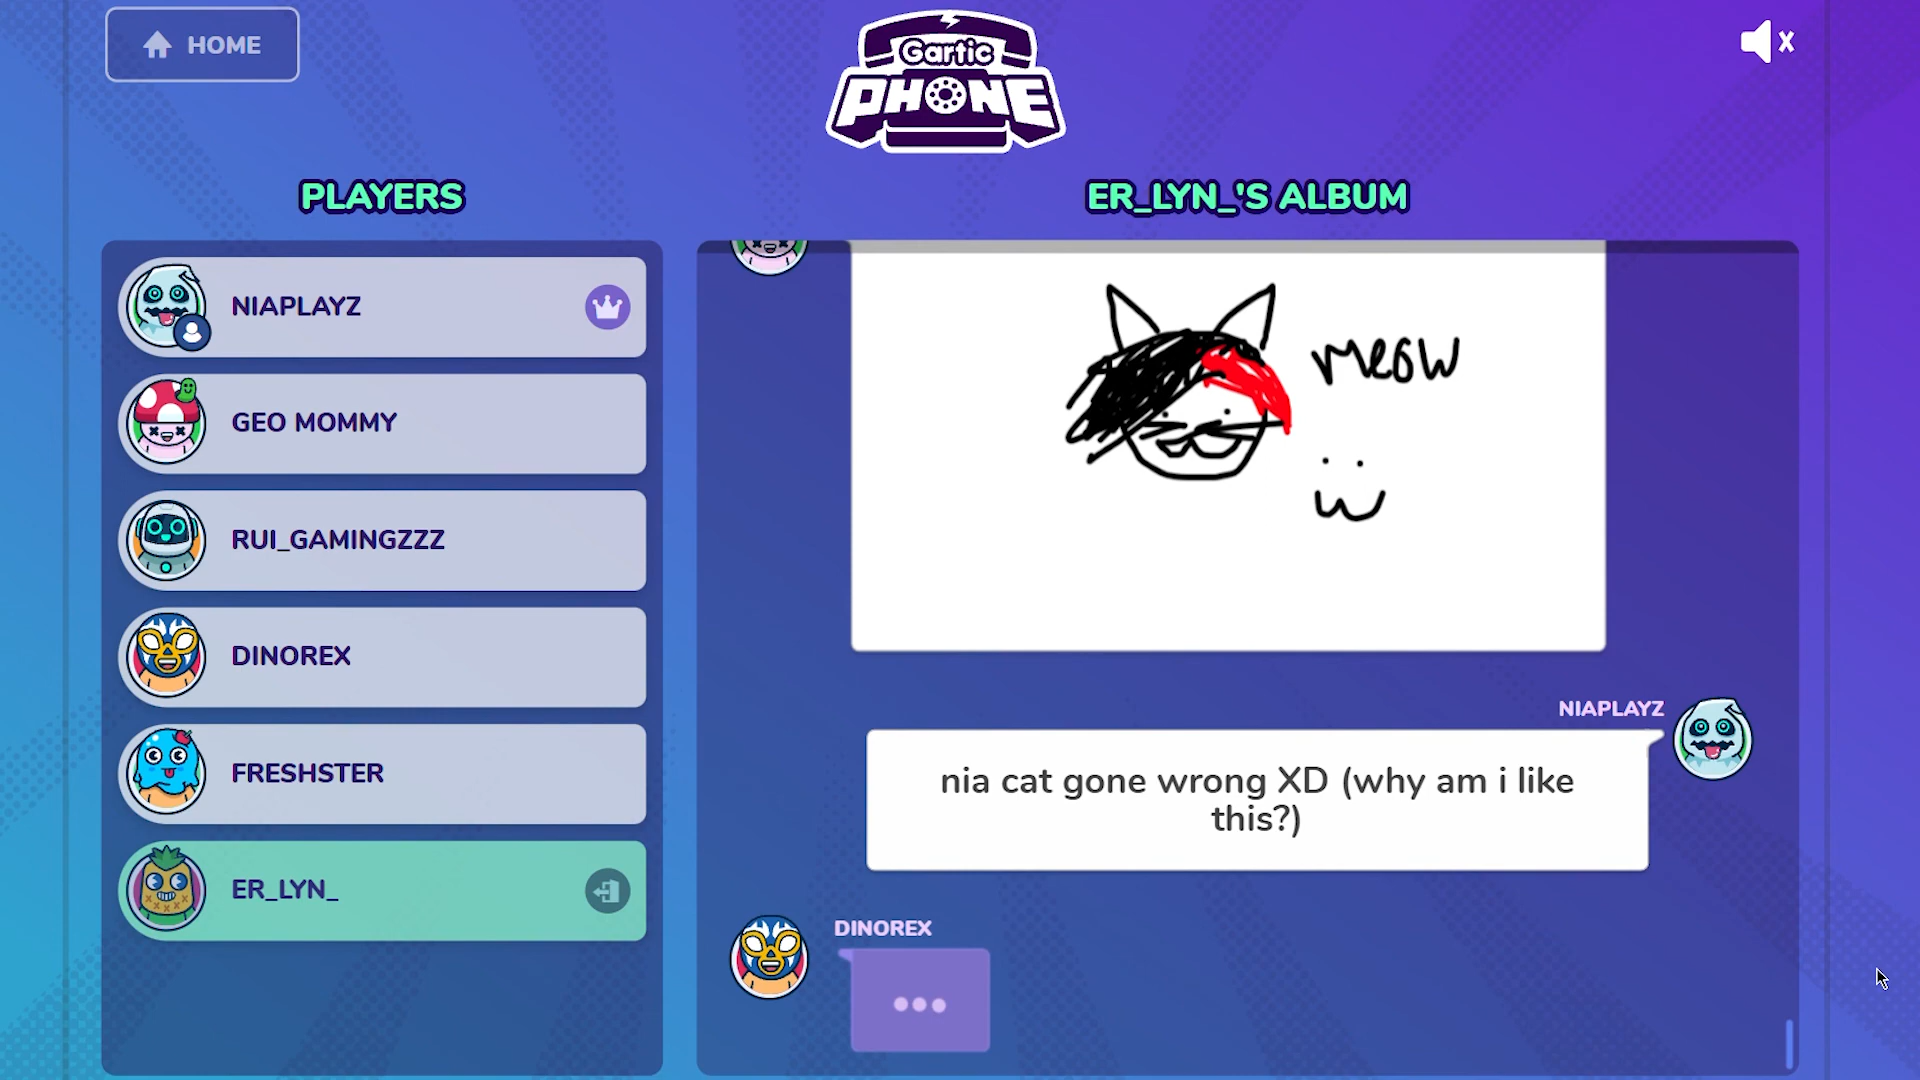 HOME
Gartic
PHONE
x
PLAYERS
NIAPLAYZ
GEO MOMMY
RUI_GAMINGZZZ
DINOREX
FRESHSTER
ER_LYN_
ER_LYN_'S ALBUM
meow
NIAPLAYZ
nia cat gone wrong XD (why am i like
this?)
DINOREX